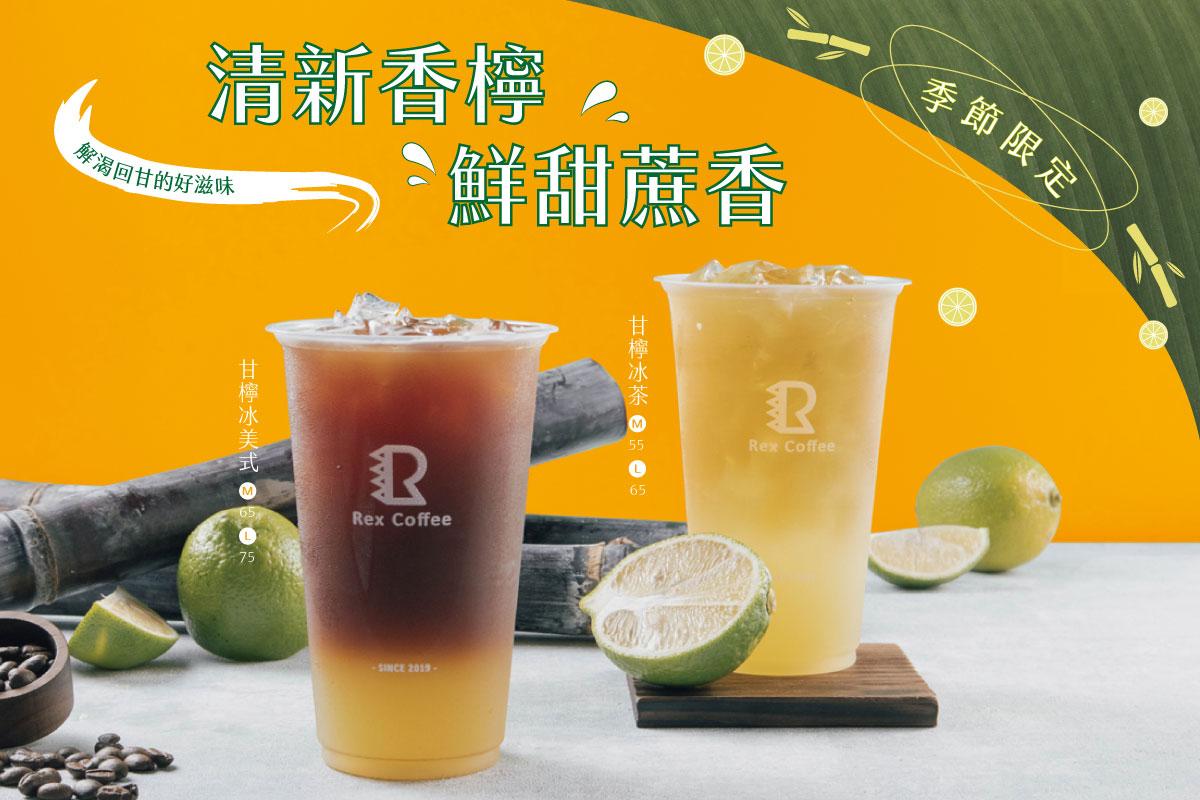 清新香檸
鮮甜蔗香
解渴回甘的好滋味
季節限定
甘檸冰美式
M
65
L
75
甘檸冰茶
M
55
L
65
Rex Coffee
- SINCE 2019 -
Rex Coffee